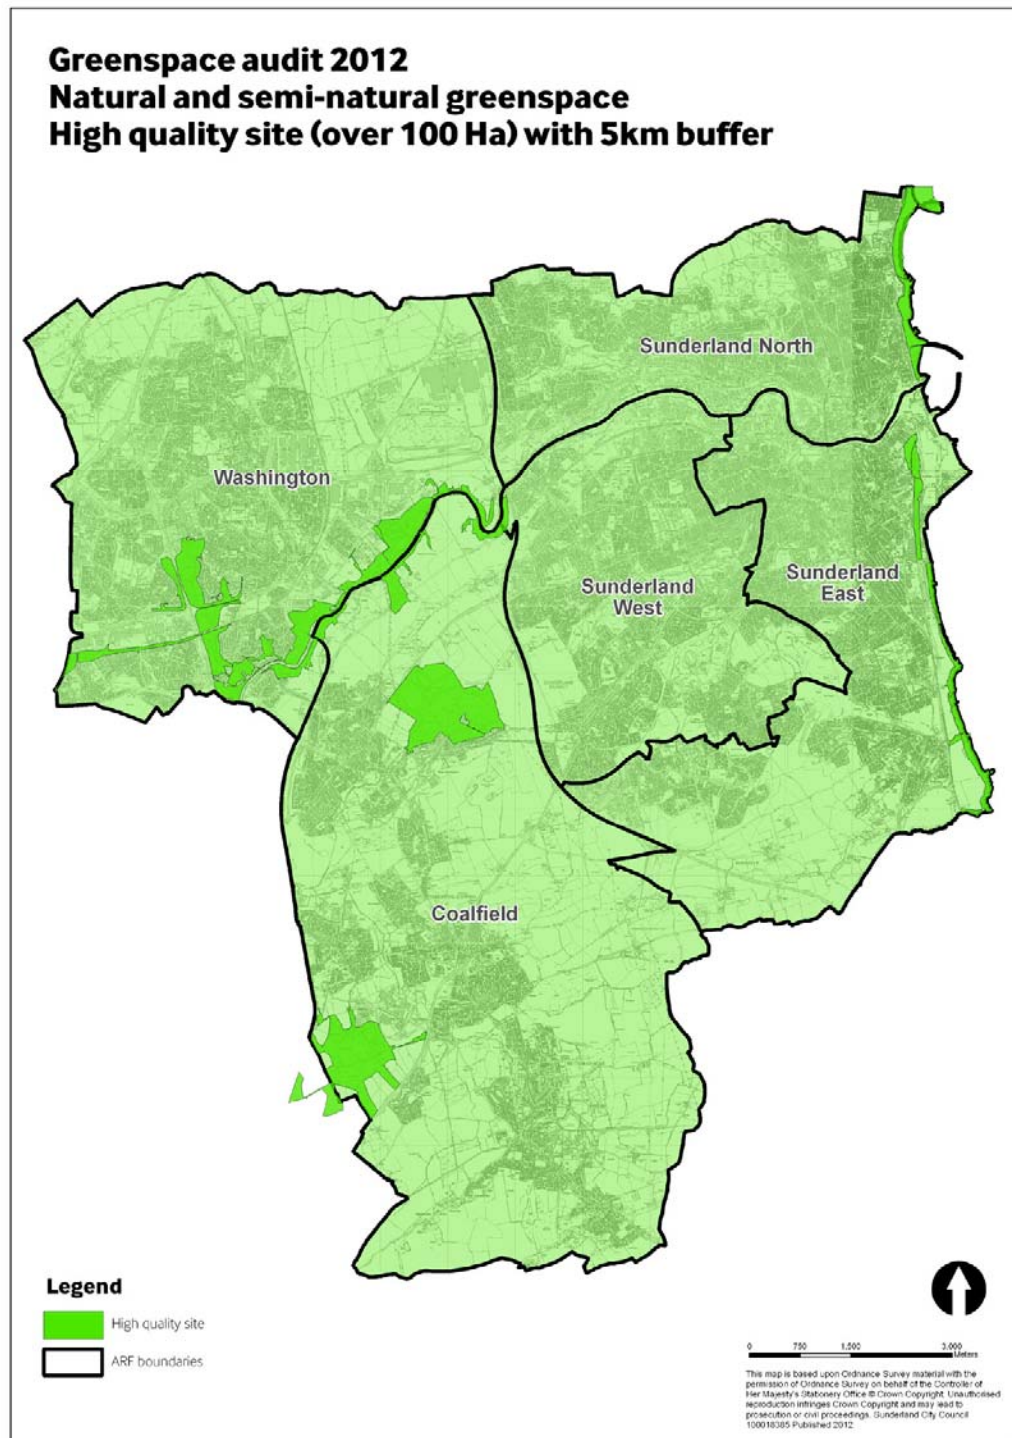 Greenspace audit 2012
Natural and semi-natural greenspace
High quality site (over 100 Ha) with 5km buffer
Sunderland North
Washington
Sunderland
West
Sunderland
East
Coalfield
Legend
High quality site
ARF boundaries
0 750 1,500 3,000
Meters
This map is based upon Ordnance Survey material with the
permission of Ordnance Survey on behalf of the Controller of
Her Majesty's Stationery Office © Crown Copyright. Unauthorised
reproduction infringes Crown Copyright and may lead to
prosecution or civil proceedings. Sunderland City Council
100018385 Published 2012